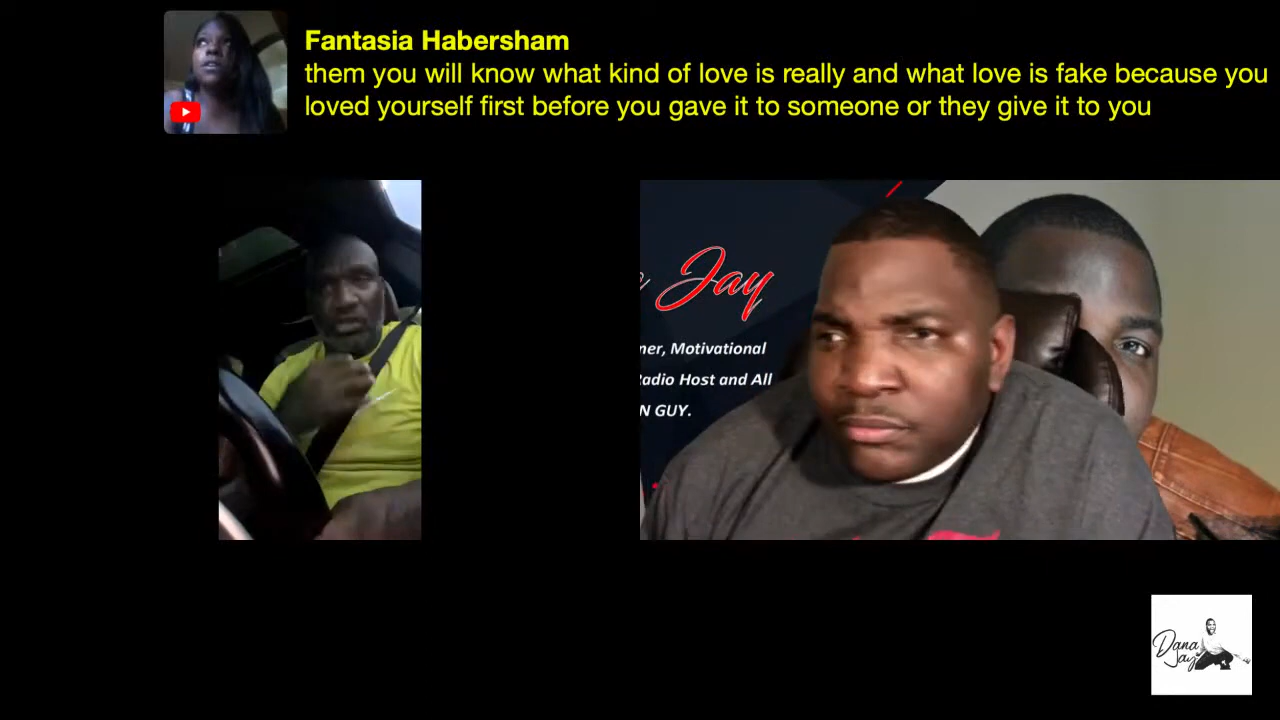 Fantasia Habersham
them you will know what kind of love is really and what love is fake because you
loved yourself first before you gave it to someone or they give it to you
Jay
ner, Motivational
adio Host and All
N GUY.
Dana
Jay